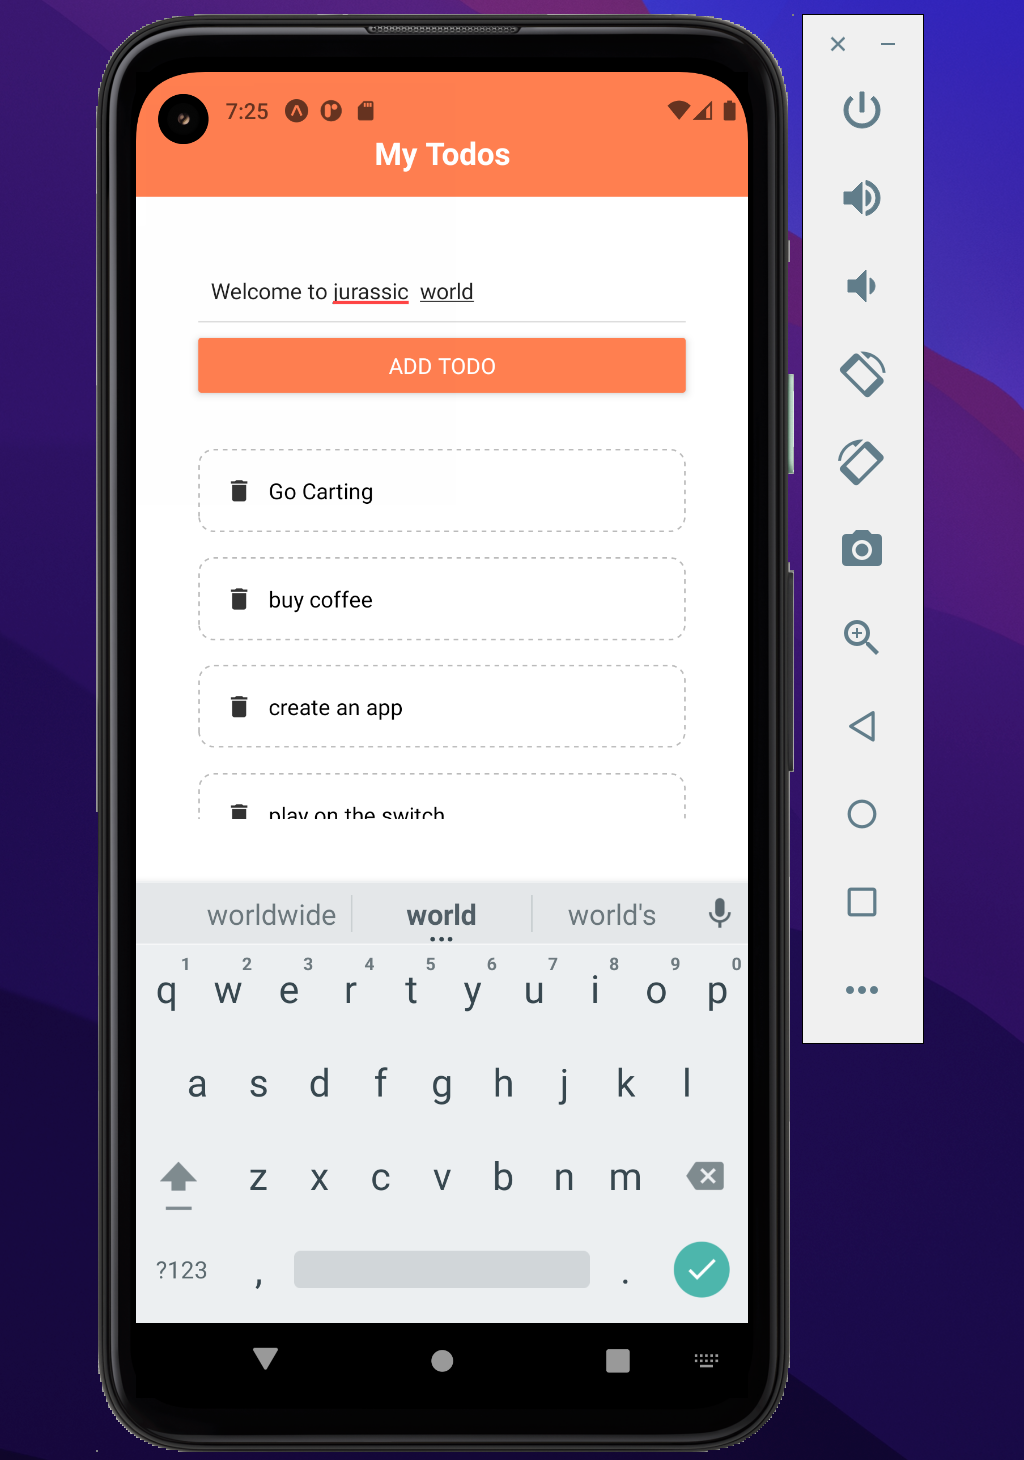 7:25
My Todos
Welcome to jurassic  world
ADD TODO
Go Carting
buy coffee
create an app
play on the switch
worldwide world world's
1 2 3 4 5 6 7 8 9 0
q w e r t y u i o p
a s d f g h j k l
z x c v b n m
?123 , .